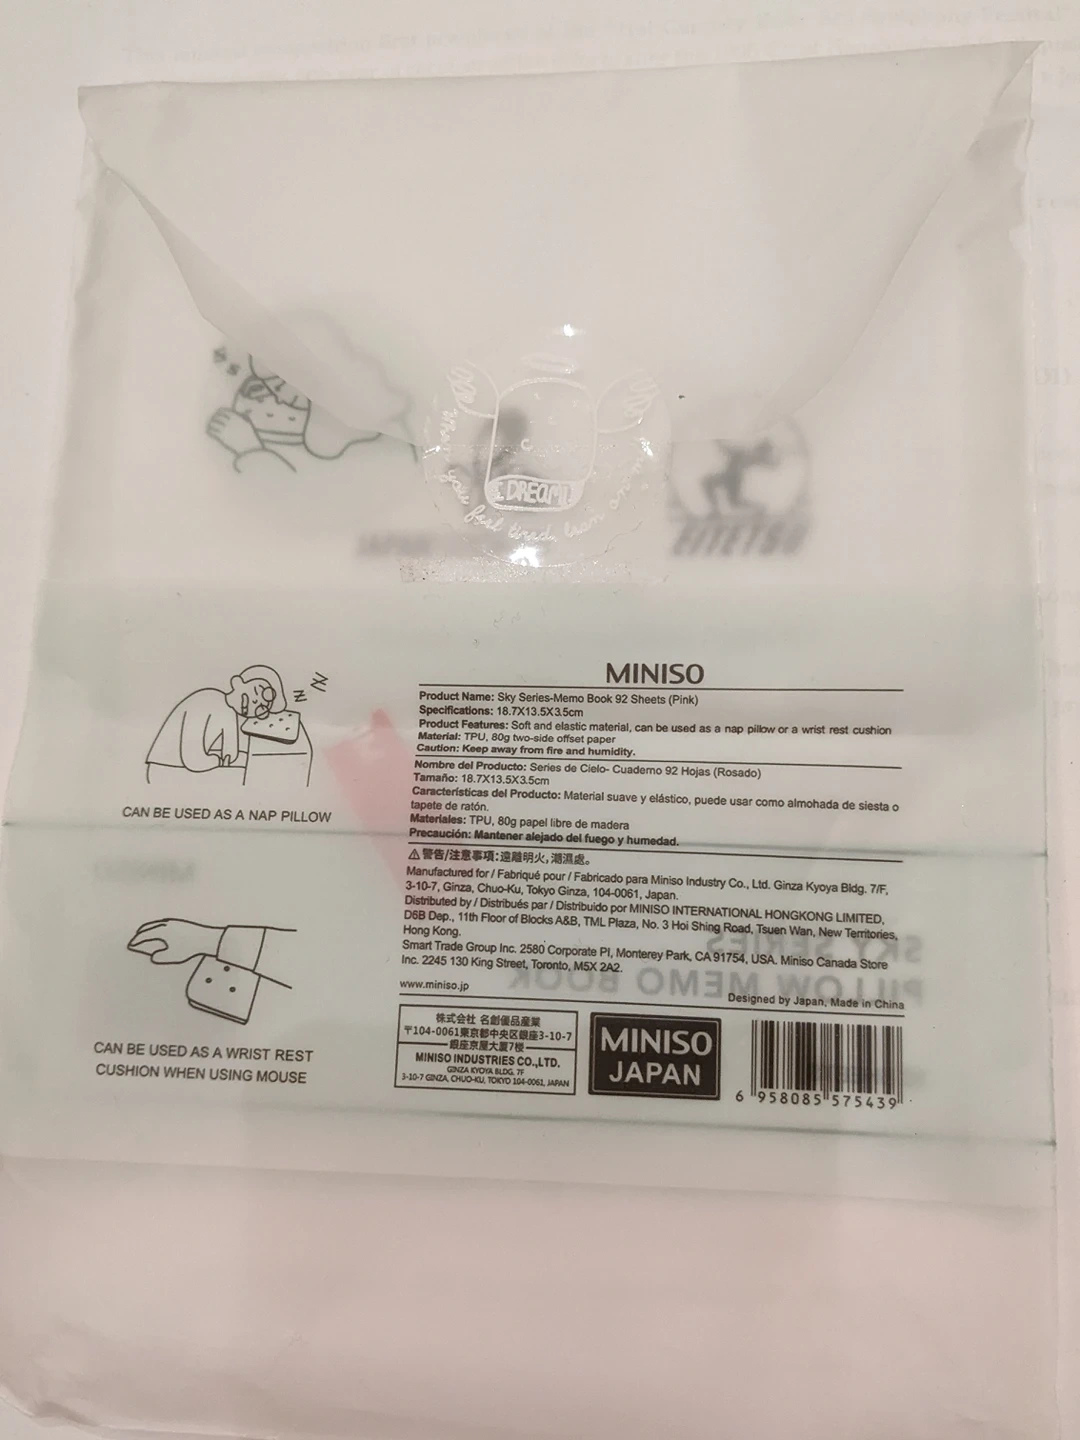 DREAM
MINISO
Product Name: Sky Series-Memo Book 92 Sheets (Pink)
Specifications: 18.7X13.5X3.5cm
Product Features: Soft and elastic material, can be used as a nap pillow or a wrist rest cushion
Material: TPU, 80g two-side offset paper
Caution: Keep away from fire and humidity.
Nombre del Producto: Series de Cielo- Cuaderno 92 Hojas (Rosado)
Tamaño: 18.7X13.5X3.5cm
Características del Producto: Material suave y elástico, puede usar como almohada de siesta o
tapete de ratón.
Materiales: TPU, 80g papel libre de madera
Precaución: Mantener alejado del fuego y humedad.
⚠警告/注意事項:遠離明火,潮濕處。
Manufactured for / Fabriqué pour / Fabricado para Miniso Industry Co., Ltd. Ginza Kyoya Bldg. 7/F,
3-10-7, Ginza, Chuo-Ku, Tokyo Ginza, 104-0061, Japan.
Distributed by / Distribués par / Distribuido por MINISO INTERNATIONAL HONGKONG LIMITED,
D6B Dep., 11th Floor of Blocks A&B, TML Plaza, No. 3 Hoi Shing Road, Tsuen Wan, New Territories,
Hong Kong.
Smart Trade Group Inc. 2580 Corporate Pl, Monterey Park, CA 91754, USA. Miniso Canada Store
Inc. 2245 130 King Street, Toronto, M5X 2A2.
www.miniso.jp
Designed by Japan, Made in China
株式会社 名創優品産業
〒104-0061東京都中央区銀座3-10-7
銀座京屋大厦7楼
MINISO INDUSTRIES CO.,LTD.
GINZA KYOYA BLDG. 7F
3-10-7 GINZA, CHUO-KU, TOKYO 104-0061, JAPAN
MINISO
JAPAN
6 958085 575439
z z
CAN BE USED AS A NAP PILLOW
CAN BE USED AS A WRIST REST
CUSHION WHEN USING MOUSE
SKY SERIES
PILLOW MEMO BOOK
MINISO